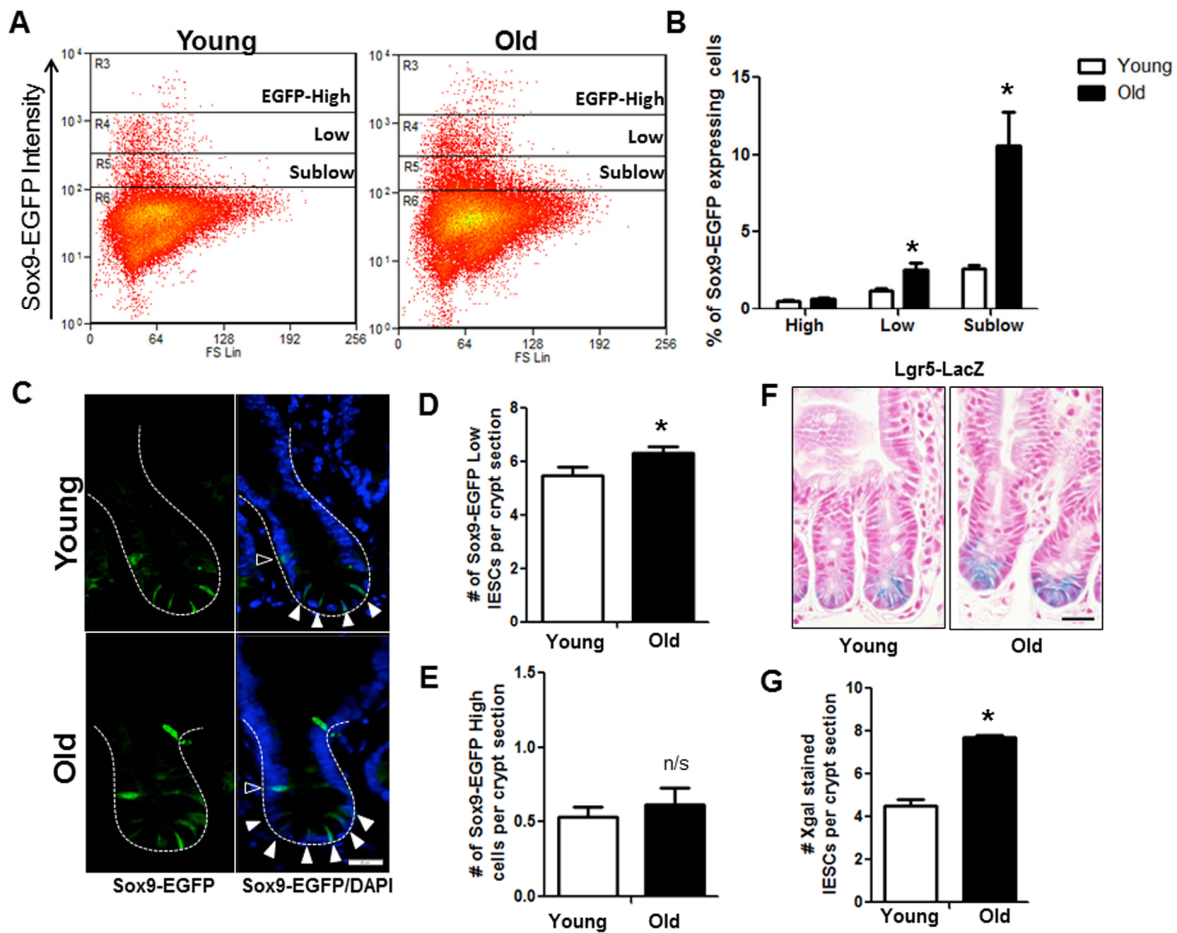 A
Young
Old
Sox9-EGFP Intensity
10⁴
10³
10²
10¹
10⁰
R3
R4
R5
R6
EGFP-High
Low
Sublow
0
64
128
192
256
FS Lin
10⁴
10³
10²
10¹
10⁰
R3
R4
R5
R6
EGFP-High
Low
Sublow
0
64
128
192
256
FS Lin
B
% of Sox9-EGFP expressing cells
15
10
5
0
*
*
High
Low
Sublow
Young
Old
C
Young
Old
Sox9-EGFP
Sox9-EGFP/DAPI
D
# of Sox9-EGFP Low
IESCs per crypt section
8
6
4
2
0
*
Young
Old
E
# of Sox9-EGFP High
cells per crypt section
1.5
1.0
0.5
0.0
n/s
Young
Old
F
Lgr5-LacZ
Young
Old
G
# Xgal stained
IESCs per crypt section
10
8
6
4
2
0
*
Young
Old